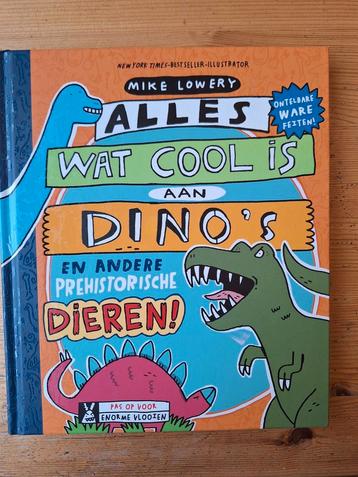 NEW YORK TIMES-BESTSELLER-ILLUSTRATOR
MIKE LOWERY
ALLES
ONTELBARE
WARE
FEITEN!
WAT COOL IS
AAN
DINO'S
EN ANDERE
PREHISTORISCHE
DIEREN!
PAS OP VOOR
ENORME VLOOIEN